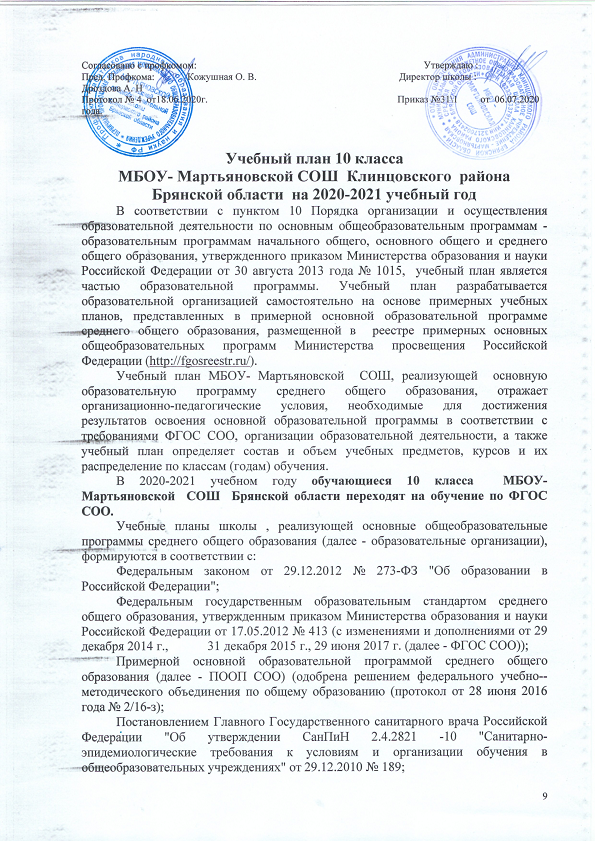 Согласовано с профкомом: Утверждаю
Пред. Профкома: Кожушная О. В. Директор школы :
Дроздова А. Н
Протокол № 4 от18.06.2020г. Приказ №31\1 от 06.07.2020
года.
Учебный план 10 класса
МБОУ- Мартьяновской СОШ Клинцовского района
Брянской области на 2020-2021 учебный год
В соответствии с пунктом 10 Порядка организации и осуществления
образовательной деятельности по основным общеобразовательным программам -
образовательным программам начального общего, основного общего и среднего
общего образования, утвержденного приказом Министерства образования и науки
Российской Федерации от 30 августа 2013 года № 1015, учебный план является
частью образовательной программы. Учебный план разрабатывается
образовательной организацией самостоятельно на основе примерных учебных
планов, представленных в примерной основной образовательной программе
среднего общего образования, размещенной в реестре примерных основных
общеобразовательных программ Министерства просвещения Российской
Федерации (http://fgosreestr.ru/).
Учебный план МБОУ- Мартьяновской СОШ, реализующей основную
образовательную программу среднего общего образования, отражает
организационно-педагогические условия, необходимые для достижения
результатов освоения основной образовательной программы в соответствии с
требованиями ФГОС СОО, организации образовательной деятельности, а также
учебный план определяет состав и объем учебных предметов, курсов и их
распределение по классам (годам) обучения.
В 2020-2021 учебном году обучающиеся 10 класса МБОУ-
Мартьяновской СОШ Брянской области переходят на обучение по ФГОС
СОО.
Учебные планы школы , реализующей основные общеобразовательные
программы среднего общего образования (далее - образовательные организации),
формируются в соответствии с:
Федеральным законом от 29.12.2012 № 273-ФЗ "Об образовании в
Российской Федерации";
Федеральным государственным образовательным стандартом среднего
общего образования, утвержденным приказом Министерства образования и науки
Российской Федерации от 17.05.2012 № 413 (с изменениями и дополнениями от 29
декабря 2014 г., 31 декабря 2015 г., 29 июня 2017 г. (далее - ФГОС СОО));
Примерной основной образовательной программой среднего общего
образования (далее - ПООП СОО) (одобрена решением федерального учебно--
методического объединения по общему образованию (протокол от 28 июня 2016
года № 2/16-з);
Постановлением Главного Государственного санитарного врача Российской
Федерации "Об утверждении СанПиН 2.4.2821 -10 "Санитарно-
эпидемиологические требования к условиям и организации обучения в
общеобразовательных учреждениях" от 29.12.2010 № 189;
9